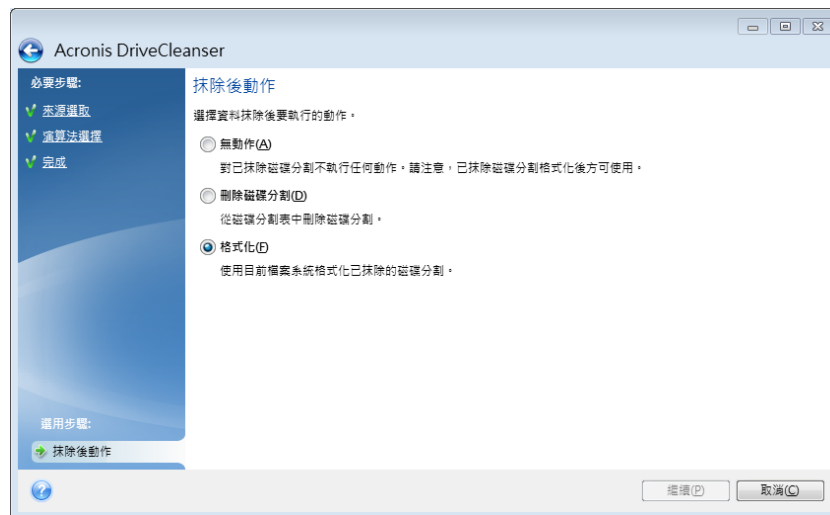 Acronis DriveCleanser
必要步驟:
來源選取
演算法選擇
完成
選用步驟:
抹除後動作
抹除後動作
選擇資料抹除後要執行的動作。
無動作(A)
對已抹除磁碟分割不執行任何動作。請注意，已抹除磁碟分割格式化後方可使用。
刪除磁碟分割(D)
從磁碟分割表中刪除磁碟分割。
格式化(F)
使用目前檔案系統格式化已抹除的磁碟分割。
?
繼續(P)
取消(C)